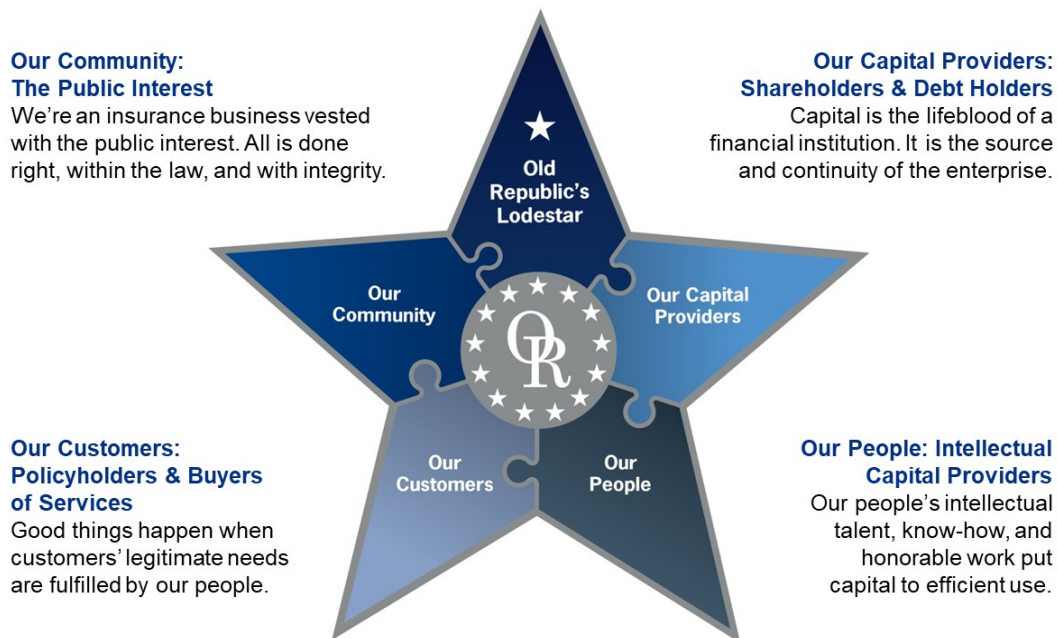 Our Community:
The Public Interest
We're an insurance business vested
with the public interest. All is done
right, within the law, and with integrity.
Our Capital Providers:
Shareholders & Debt Holders
Capital is the lifeblood of a
financial institution. It is the source
and continuity of the enterprise.
Old
Republic's
Lodestar
Our
Community
Our Capital
Providers
OR
Our
Customers
Our
People
Our Customers:
Policyholders & Buyers
of Services
Good things happen when
customers' legitimate needs
are fulfilled by our people.
Our People: Intellectual
Capital Providers
Our people's intellectual
talent, know-how, and
honorable work put
capital to efficient use.